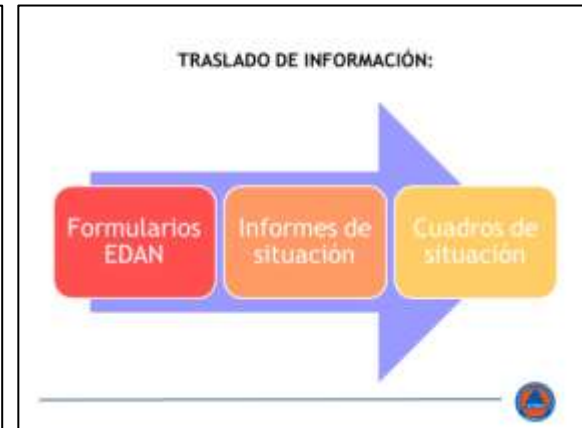 TRASLADO DE INFORMACIÓN:
Formularios
EDAN
Informes de
situación
Cuadros de
situación